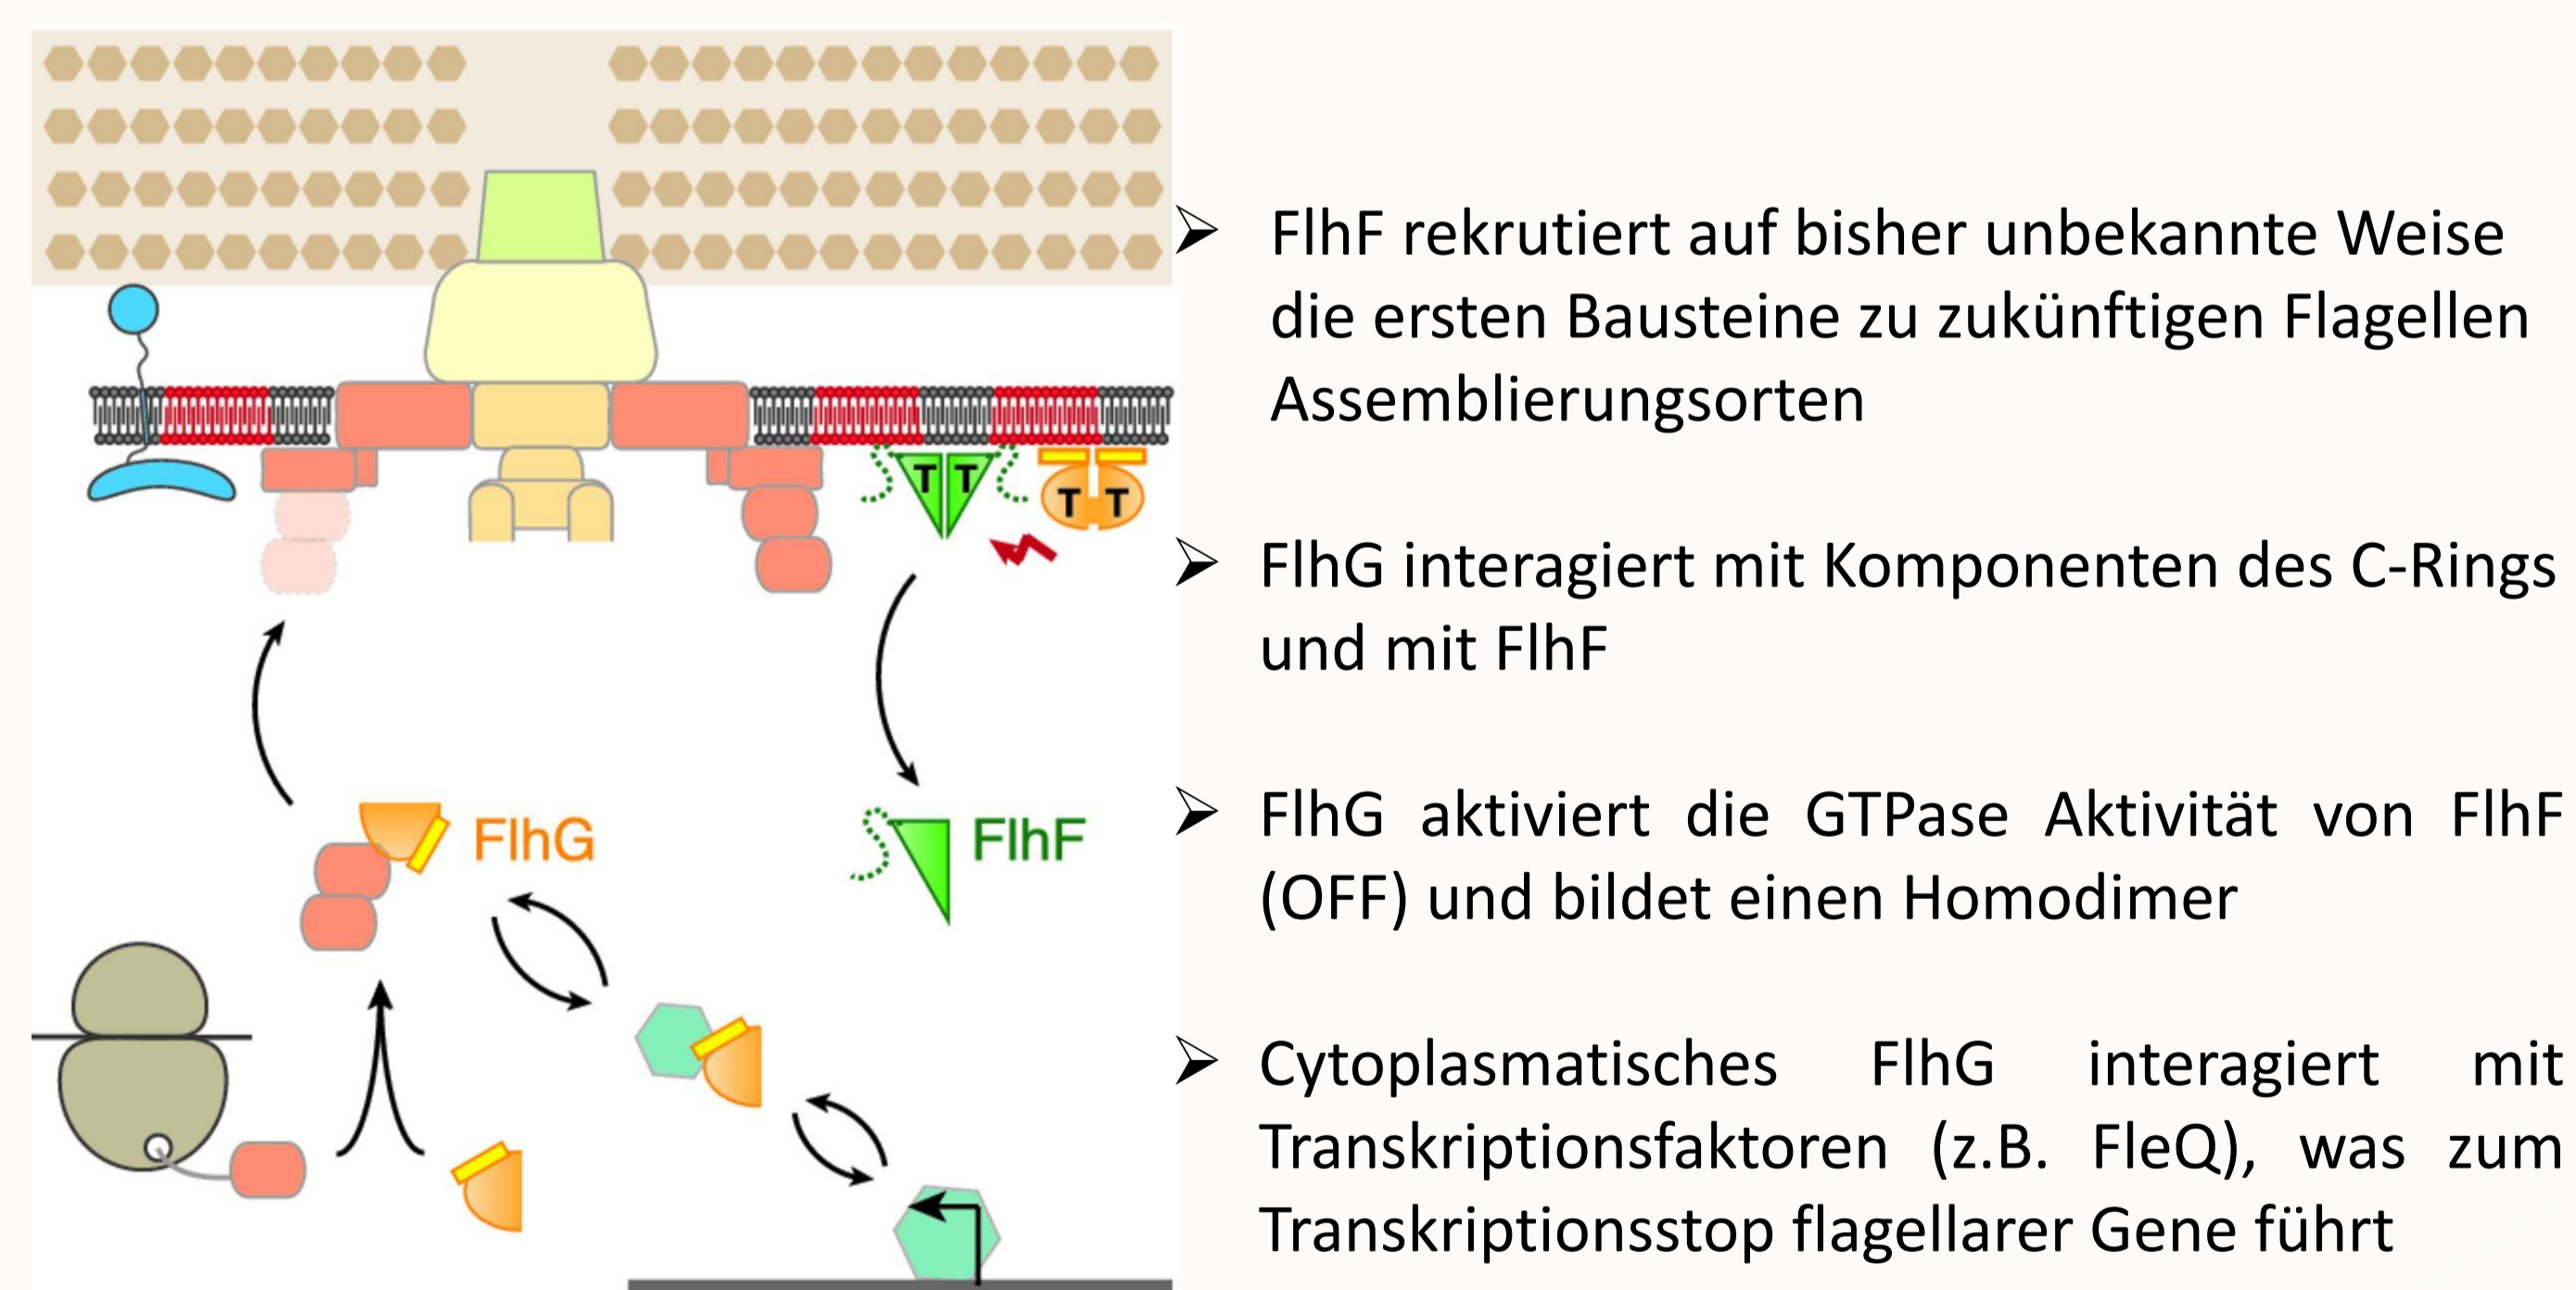 FlhF rekrutiert auf bisher unbekannte Weise
die ersten Bausteine zu zukünftigen Flagellen
Assemblierungsorten
T T
T T
FlhG interagiert mit Komponenten des C-Rings
und mit FlhF
FlhG
FlhF
FlhG aktiviert die GTPase Aktivität von FlhF
(OFF) und bildet einen Homodimer
Cytoplasmatisches FlhG interagiert mit
Transkriptionsfaktoren (z.B. FleQ), was zum
Transkriptionsstop flagellarer Gene führt